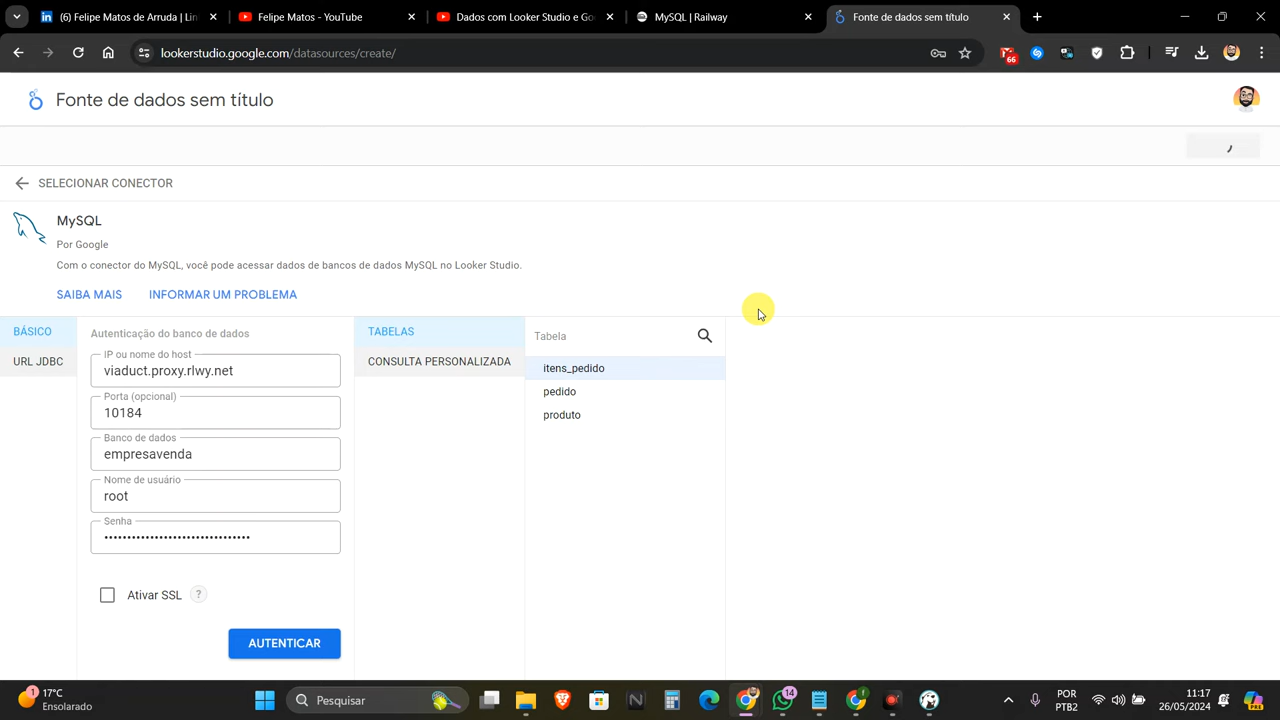 (6) Felipe Matos de Arruda | Lin
Felipe Matos - YouTube
Dados com Looker Studio e Go
MySQL | Railway
Fonte de dados sem título
lookerstudio.google.com/datasources/create/
66
Fonte de dados sem título
SELECIONAR CONECTOR
MySQL
Por Google
Com o conector do MySQL, você pode acessar dados de bancos de dados MySQL no Looker Studio.
SAIBA MAIS
INFORMAR UM PROBLEMA
BÁSICO
URL JDBC
Autenticação do banco de dados
IP ou nome do host
viaduct.proxy.rlwy.net
Porta (opcional)
10184
Banco de dados
empresavenda
Nome de usuário
root
Senha
••••••••••••••••••••••••••••••••
Ativar SSL
?
AUTENTICAR
TABELAS
CONSULTA PERSONALIZADA
Tabela
itens_pedido
pedido
produto
1
17°C
Ensolarado
Pesquisar
14
POR
PTB2
11:17
26/05/2024